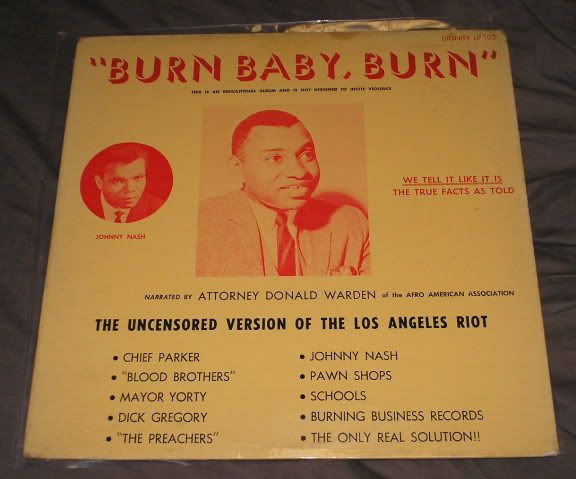 DIGNITY LP 102
"BURN BABY, BURN"
THIS IS AN EDUCATIONAL ALBUM AND IS NOT DESIGNED TO INCITE VIOLENCE
WE TELL IT LIKE IT IS
THE TRUE FACTS AS TOLD
JOHNNY NASH
NARRATED BY ATTORNEY DONALD WARDEN of the AFRO AMERICAN ASSOCIATION
THE UNCENSORED VERSION OF THE LOS ANGELES RIOT
• CHIEF PARKER
• "BLOOD BROTHERS"
• MAYOR YORTY
• DICK GREGORY
• "THE PREACHERS"
• JOHNNY NASH
• PAWN SHOPS
• SCHOOLS
• BURNING BUSINESS RECORDS
• THE ONLY REAL SOLUTION!!